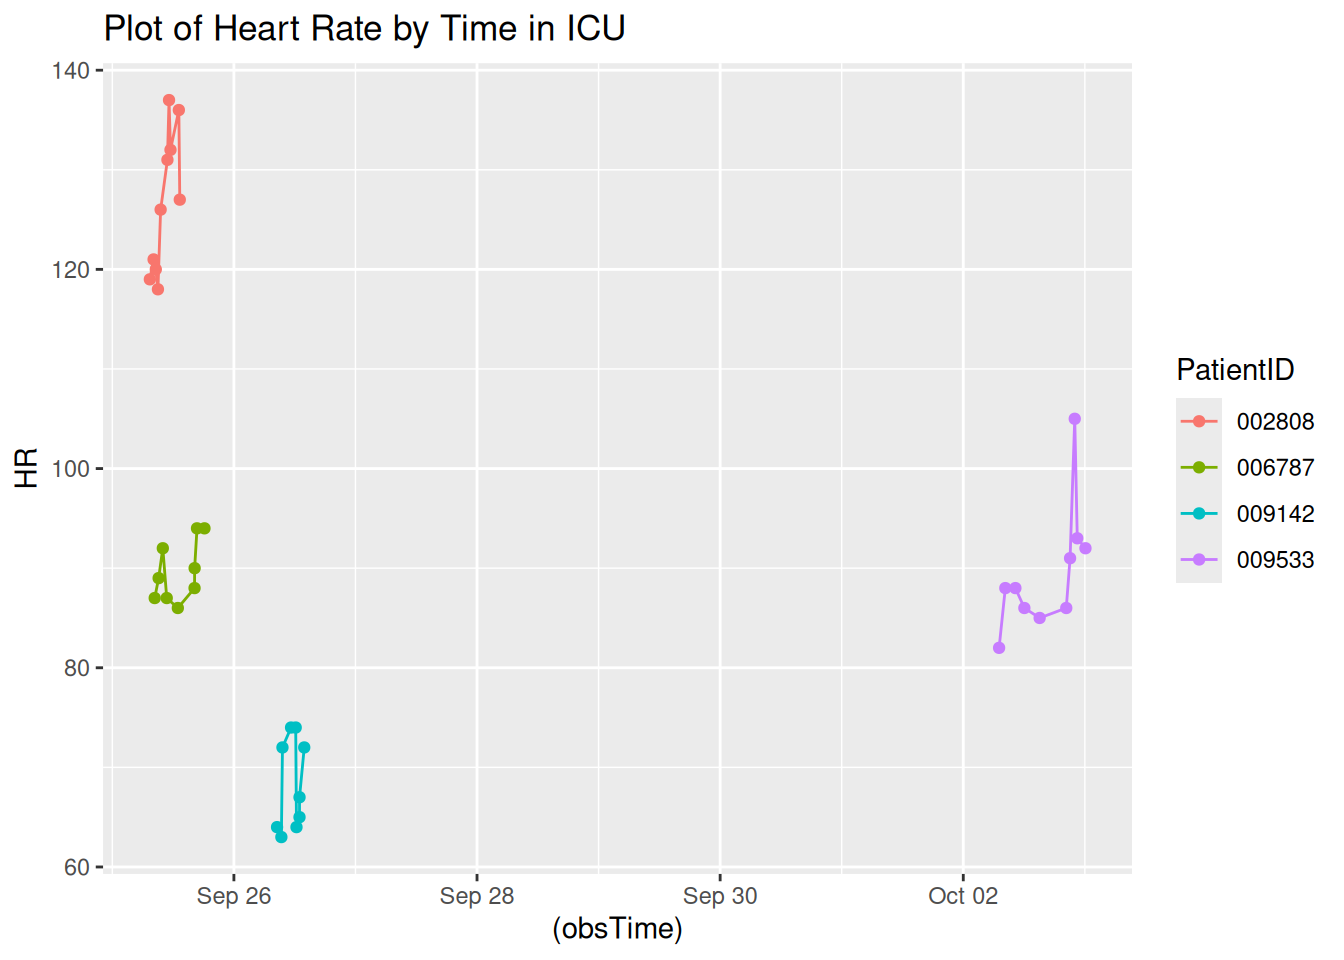 Plot of Heart Rate by Time in ICU
140
120
100
80
60
HR
Sep 26
Sep 28
Sep 30
Oct 02
(obsTime)
PatientID
002808
006787
009142
009533